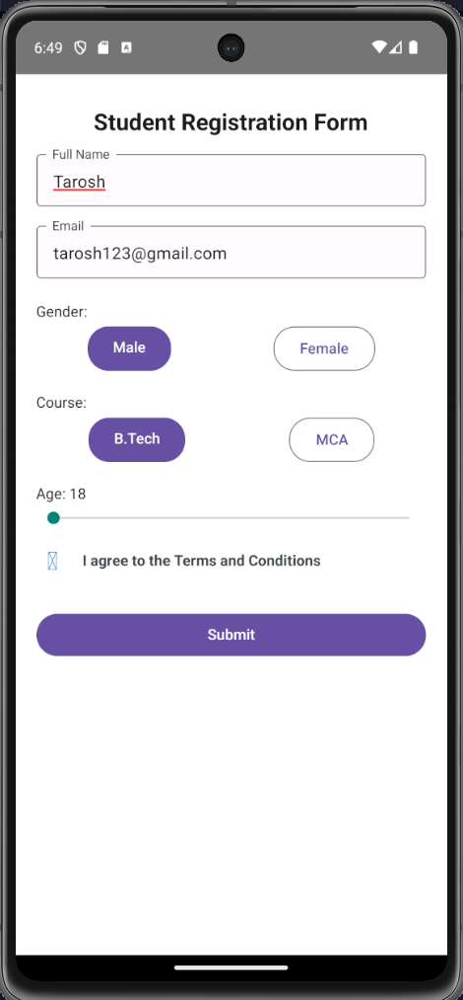 6:49
A
Student Registration Form
Full Name
Tarosh
Email
tarosh123@gmail.com
Gender:
Male Female
Course:
B.Tech MCA
Age: 18
I agree to the Terms and Conditions
Submit